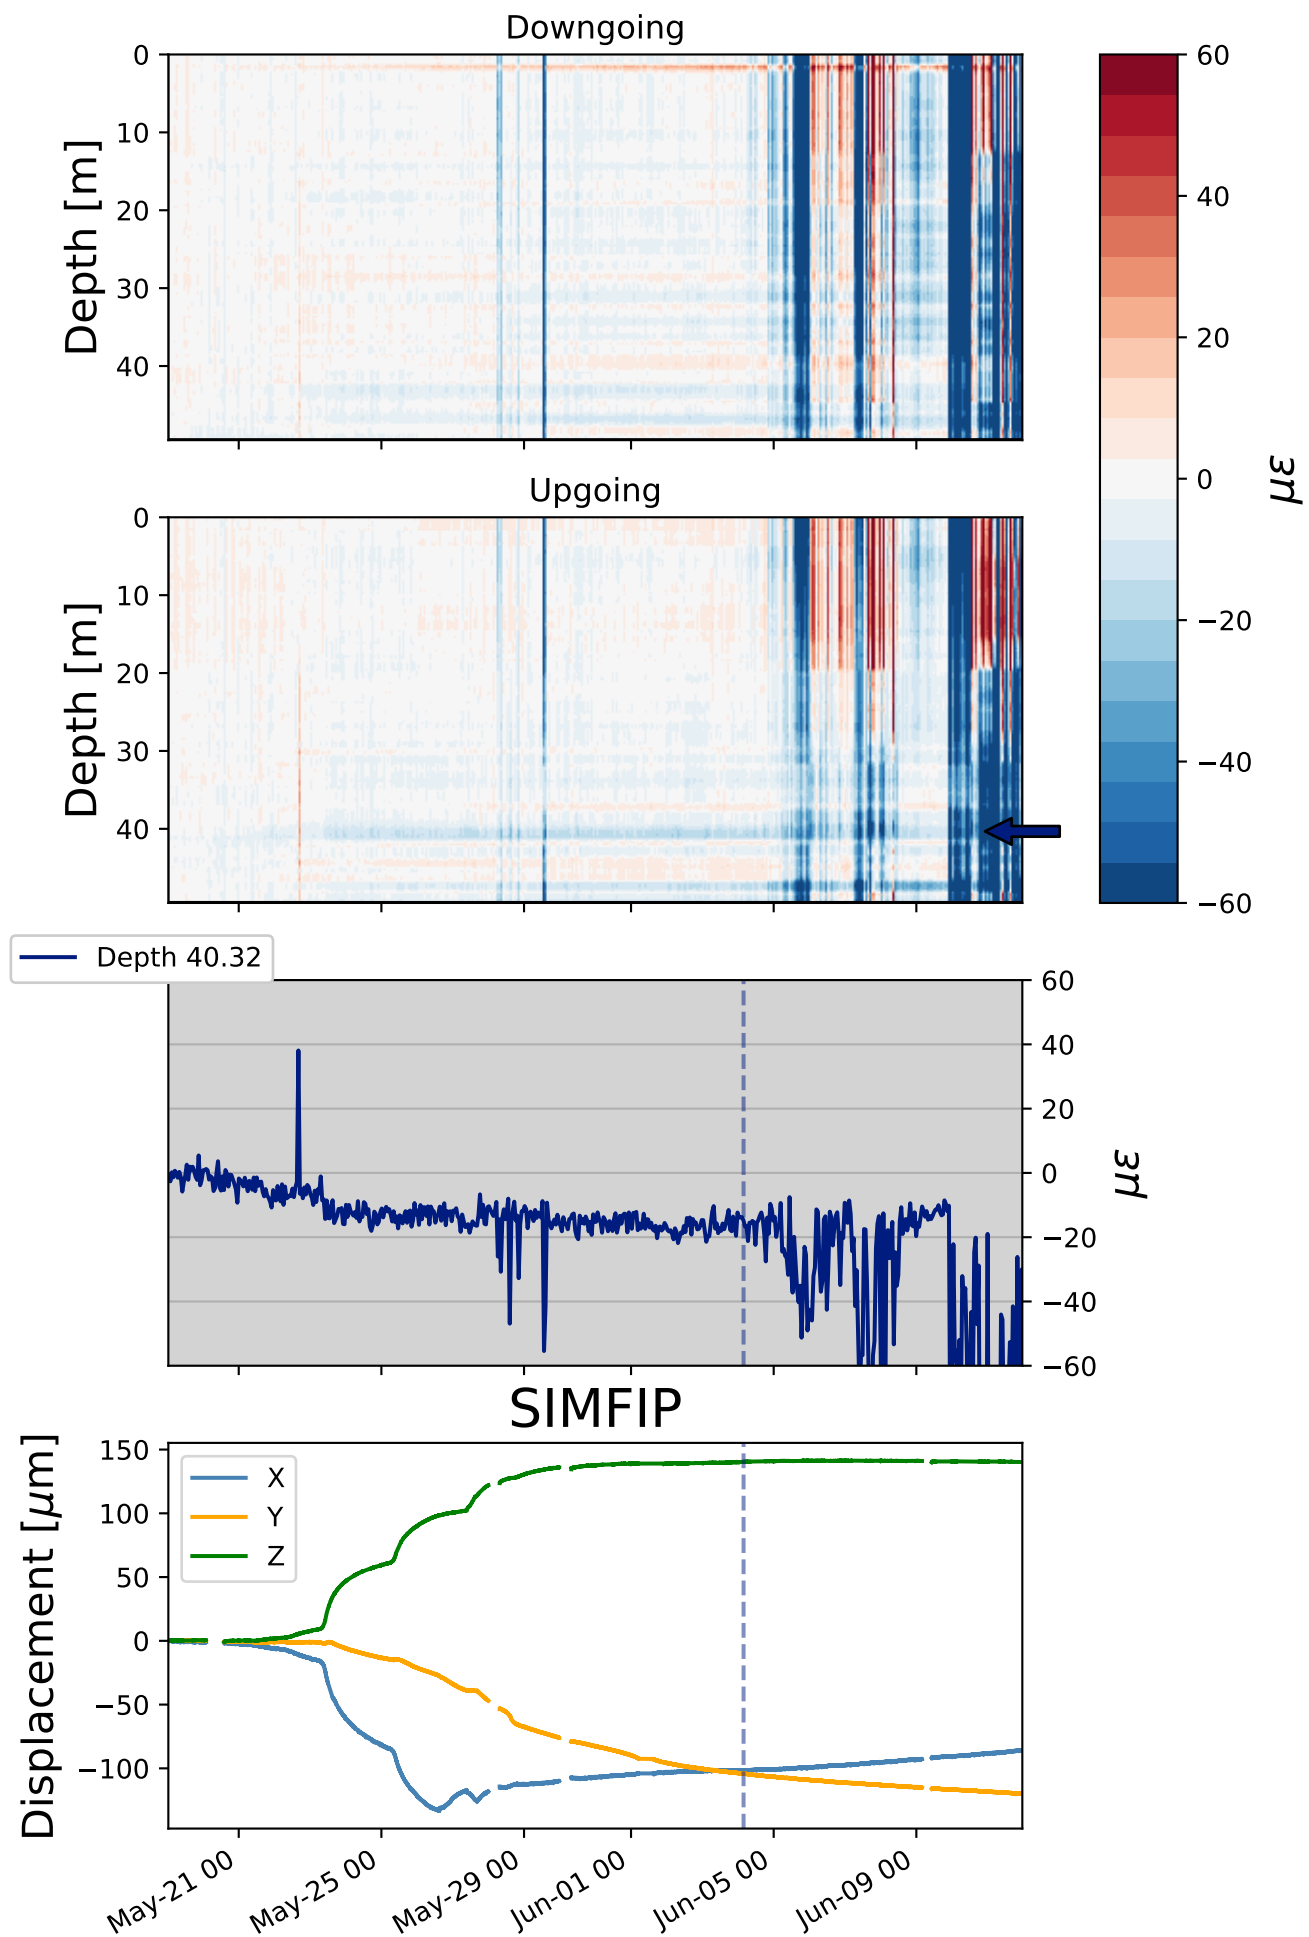 Downgoing
0
10
20
30
40
Depth [m]
60
40
20
0
−20
−40
−60
με
Upgoing
0
10
20
30
40
Depth [m]
Depth 40.32
60
40
20
0
−20
−40
−60
με
SIMFIP
150
100
50
0
−50
−100
Displacement [μm]
X
Y
Z
May-21 00
May-25 00
May-29 00
Jun-01 00
Jun-05 00
Jun-09 00